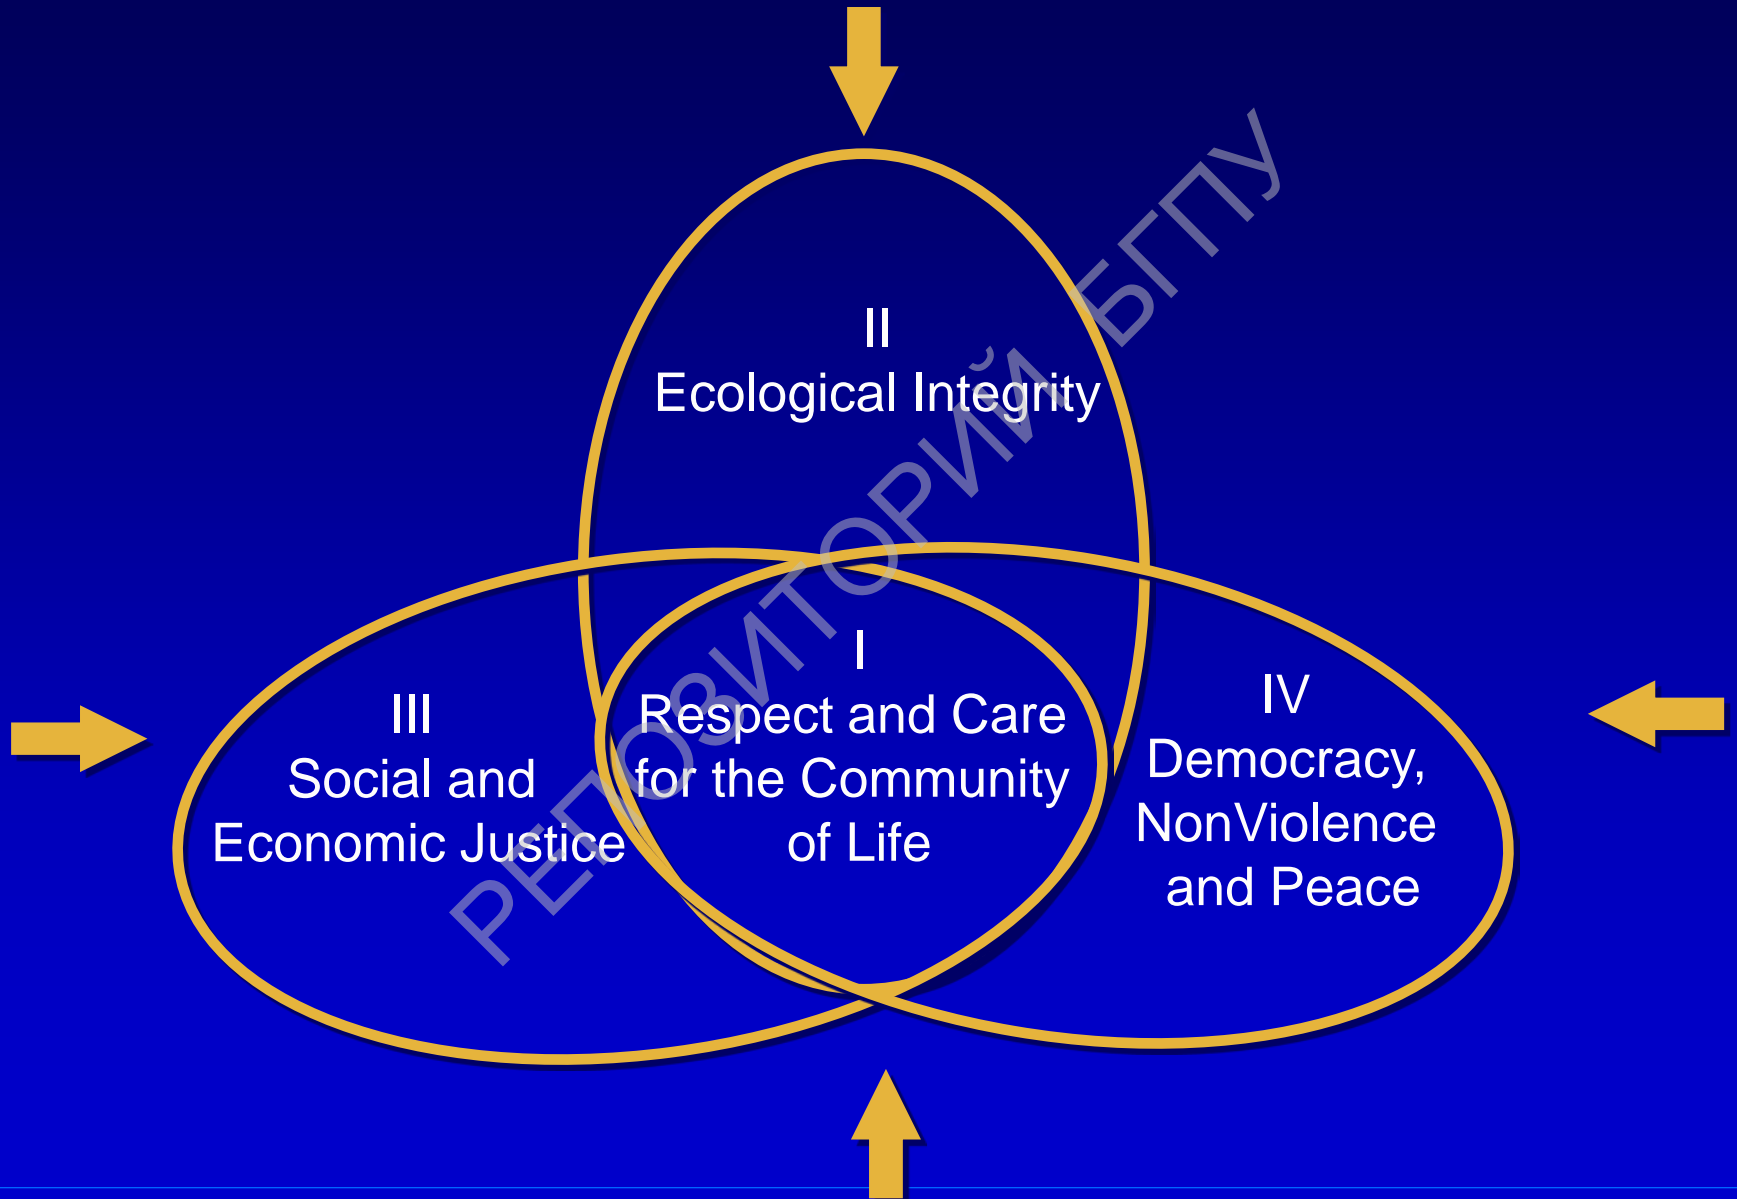 II
Ecological Integrity
I
Respect and Care
for the Community
of Life
III
Social and
Economic Justice
IV
Democracy,
NonViolence
and Peace
РЕПОЗИТОРИЙ БГПУ